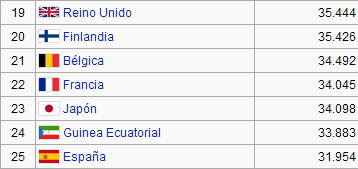 19 Reino Unido 35.444
20 Finlandia 35.426
21 Bélgica 34.492
22 Francia 34.045
23 Japón 34.098
24 Guinea Ecuatorial 33.883
25 España 31.954